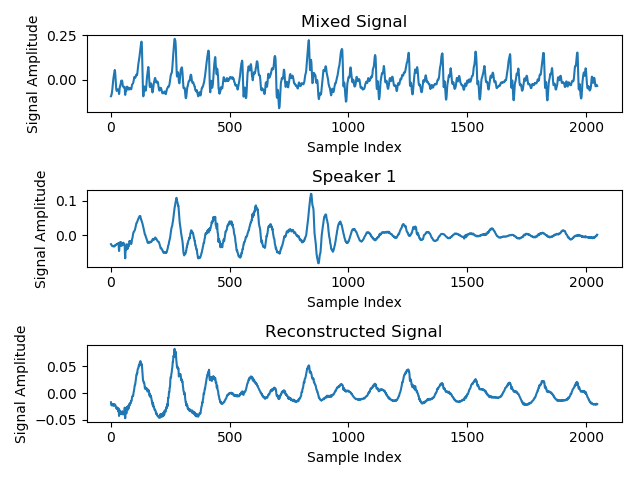 Mixed Signal
Signal Amplitude
0.25
0.00
0 500 1000 1500 2000
Sample Index
Speaker 1
Signal Amplitude
0.1
0.0
0 500 1000 1500 2000
Sample Index
Reconstructed Signal
Signal Amplitude
0.05
0.00
−0.05
0 500 1000 1500 2000
Sample Index